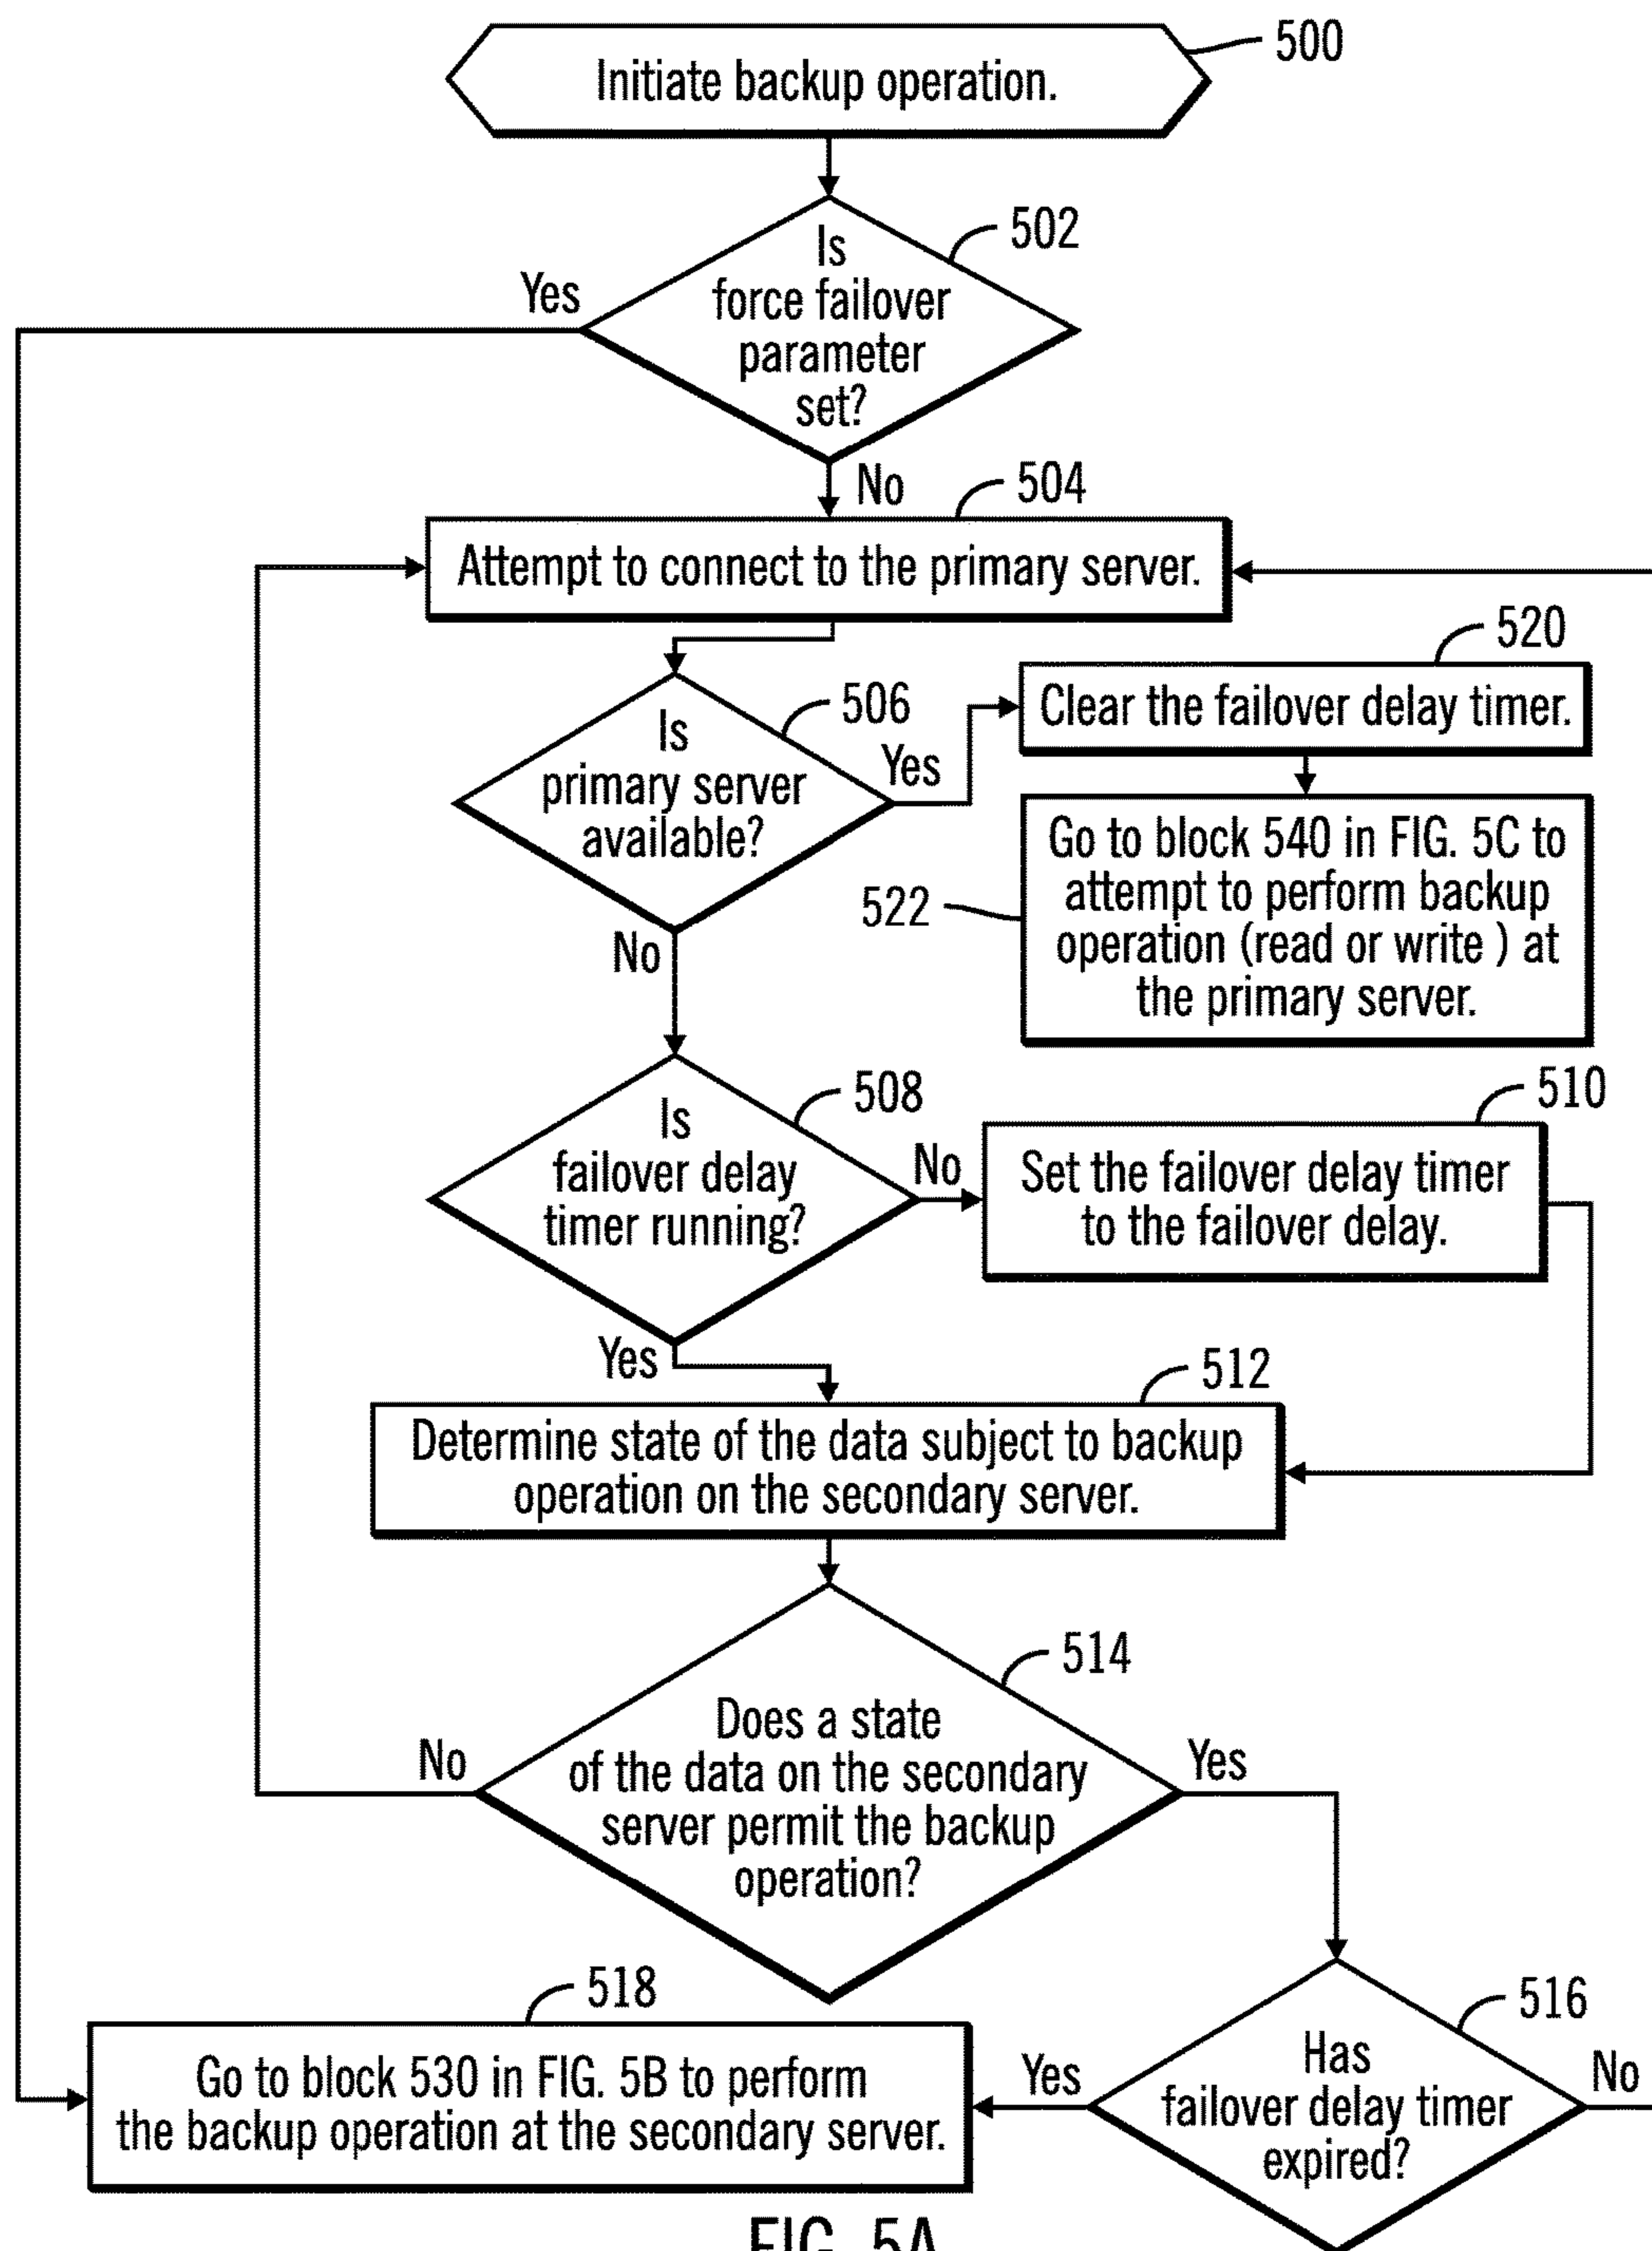 500
Initiate backup operation.
502
Is
force failover
parameter
set?
Yes
No
504
Attempt to connect to the primary server.
520
Clear the failover delay timer.
506
Is
primary server
available?
Yes
No
522
Go to block 540 in FIG. 5C to
attempt to perform backup
operation (read or write ) at
the primary server.
508
Is
failover delay
timer running?
No
Yes
510
Set the failover delay timer
to the failover delay.
512
Determine state of the data subject to backup
operation on the secondary server.
514
Does a state
of the data on the secondary
server permit the backup
operation?
No
Yes
516
Has
failover delay timer
expired?
Yes
No
518
Go to block 530 in FIG. 5B to perform
the backup operation at the secondary server.
FIG. 5A